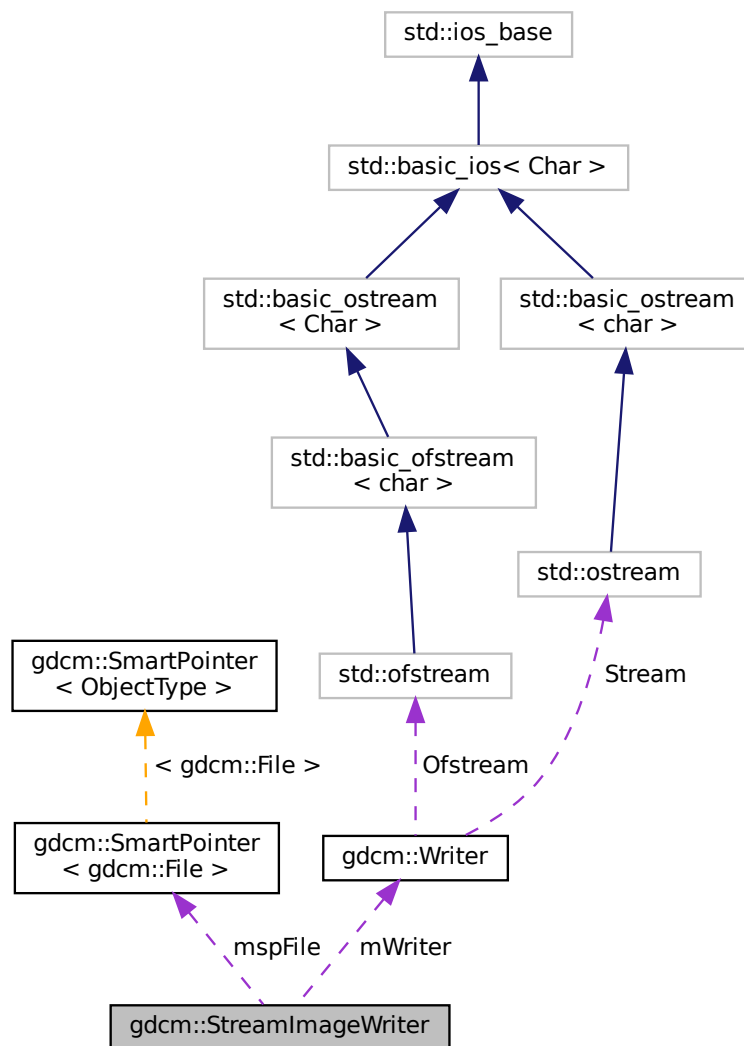 std::ios_base
std::basic_ios< Char >
std::basic_ostream
< Char >
std::basic_ostream
< char >
std::basic_ofstream
< char >
std::ostream
gdcm::SmartPointer
< ObjectType >
std::ofstream
Stream
< gdcm::File >
Ofstream
gdcm::SmartPointer
< gdcm::File >
gdcm::Writer
mspFile
mWriter
gdcm::StreamImageWriter